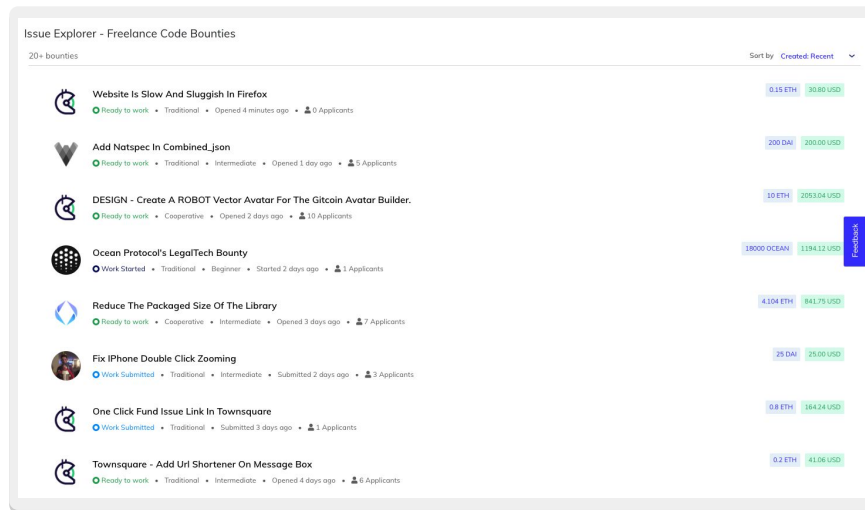 Issue Explorer - Freelance Code Bounties
20+ bounties
Sort by Created: Recent
Website Is Slow And Sluggish In Firefox
0.15 ETH 30.80 USD
Ready to work • Traditional • Opened 4 minutes ago • 0 Applicants
Add Natspec In Combined_json
200 DAI 200.00 USD
Ready to work • Traditional • Intermediate • Opened 1 day ago • 5 Applicants
DESIGN - Create A ROBOT Vector Avatar For The Gitcoin Avatar Builder.
10 ETH 2053.04 USD
Ready to work • Cooperative • Opened 2 days ago • 10 Applicants
Feedback
Ocean Protocol's LegalTech Bounty
18000 OCEAN 1194.12 USD
Work Started • Traditional • Beginner • Started 2 days ago • 1 Applicants
Reduce The Packaged Size Of The Library
4.104 ETH 841.75 USD
Ready to work • Cooperative • Intermediate • Opened 3 days ago • 7 Applicants
Fix IPhone Double Click Zooming
25 DAI 25.00 USD
Work Submitted • Traditional • Intermediate • Submitted 2 days ago • 3 Applicants
One Click Fund Issue Link In Townsquare
0.8 ETH 164.24 USD
Work Submitted • Traditional • Submitted 3 days ago • 1 Applicants
Townsquare - Add Url Shortener On Message Box
0.2 ETH 41.06 USD
Ready to work • Traditional • Intermediate • Opened 4 days ago • 6 Applicants